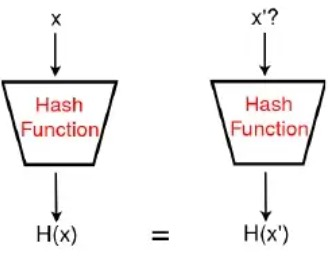 x x'?
Hash Function Hash Function
H(x) = H(x')